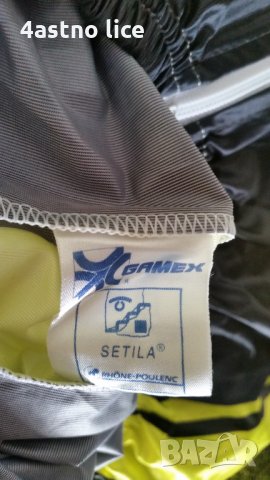 4astno lice
GAMEX
®
SETILA®
RHÔNE-POULENC
BAZAR